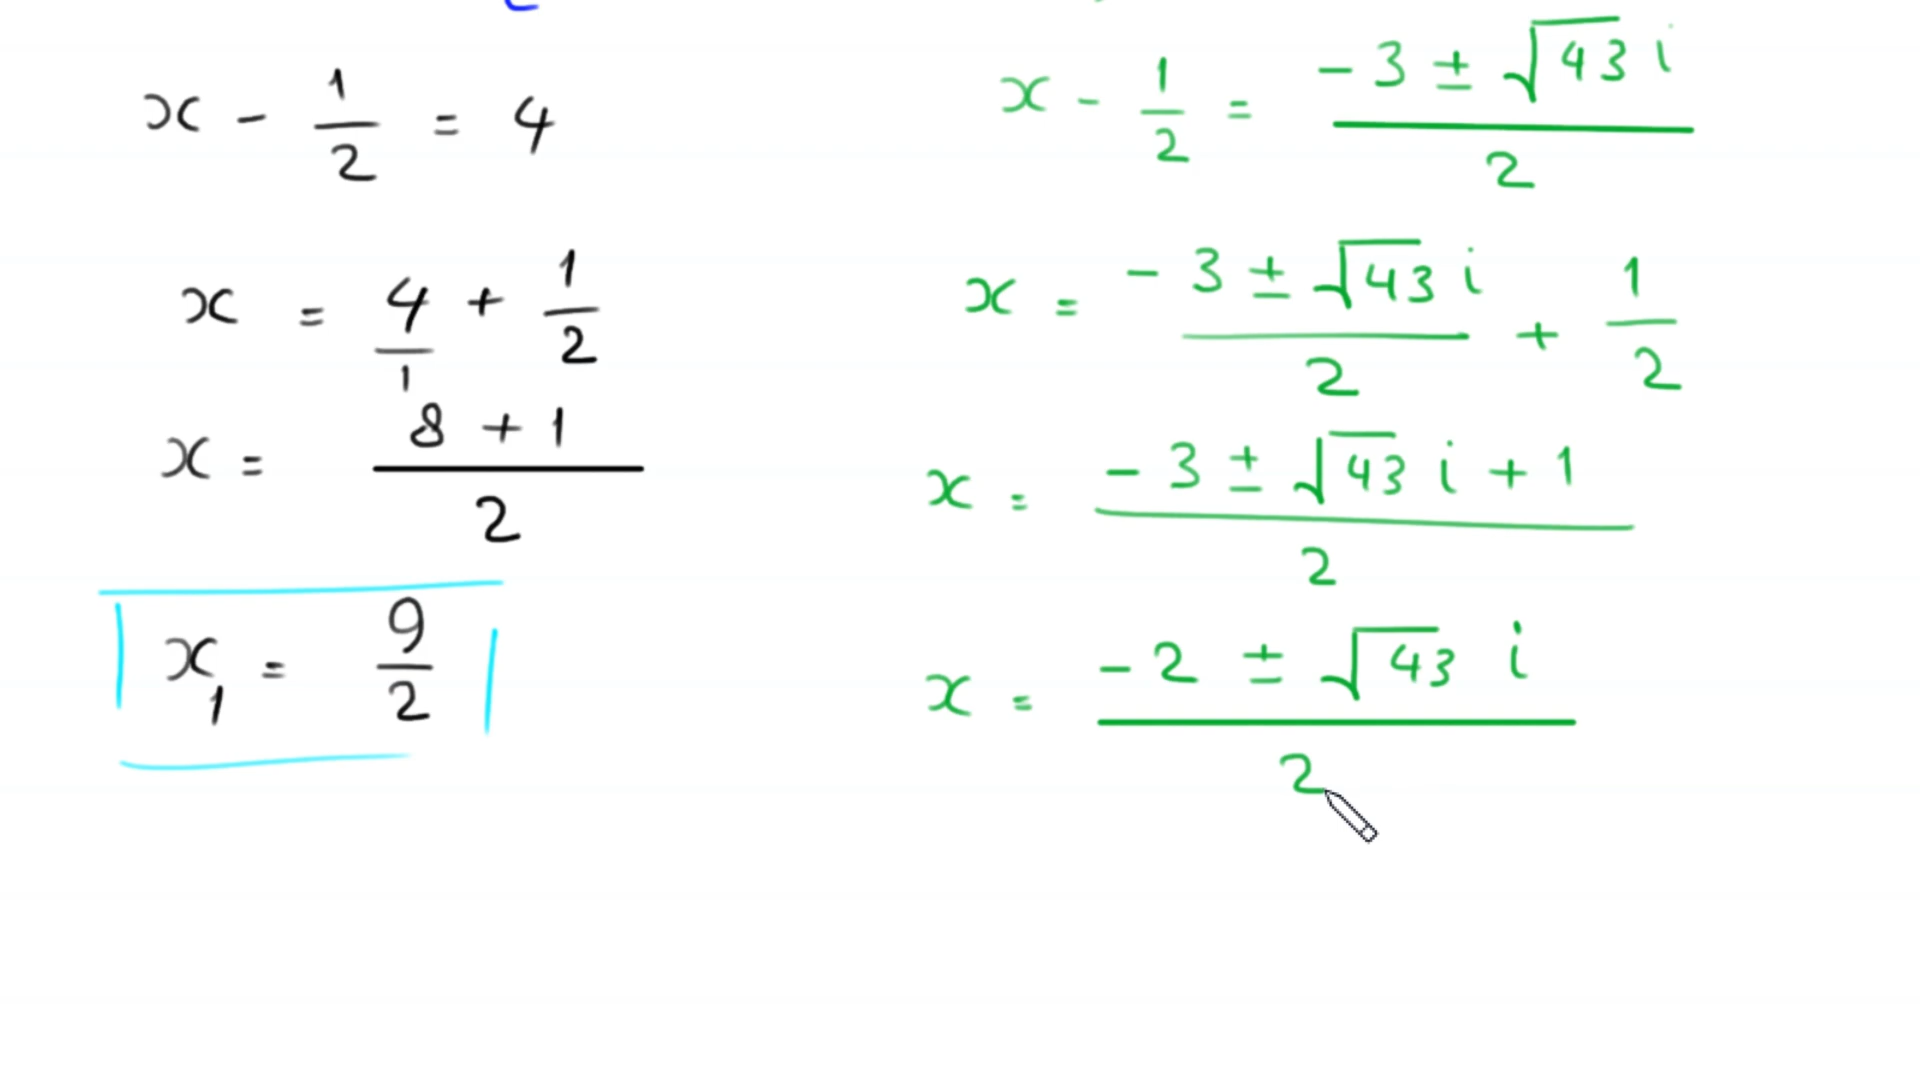 x - 1/2 = 4
x = 4/1 + 1/2
x = (8 + 1)/2
x₁ = 9/2
x - 1/2 = (-3 ± √43 i)/2
x = (-3 ± √43 i)/2 + 1/2
x = (-3 ± √43 i + 1)/2
x = (-2 ± √43 i)/2